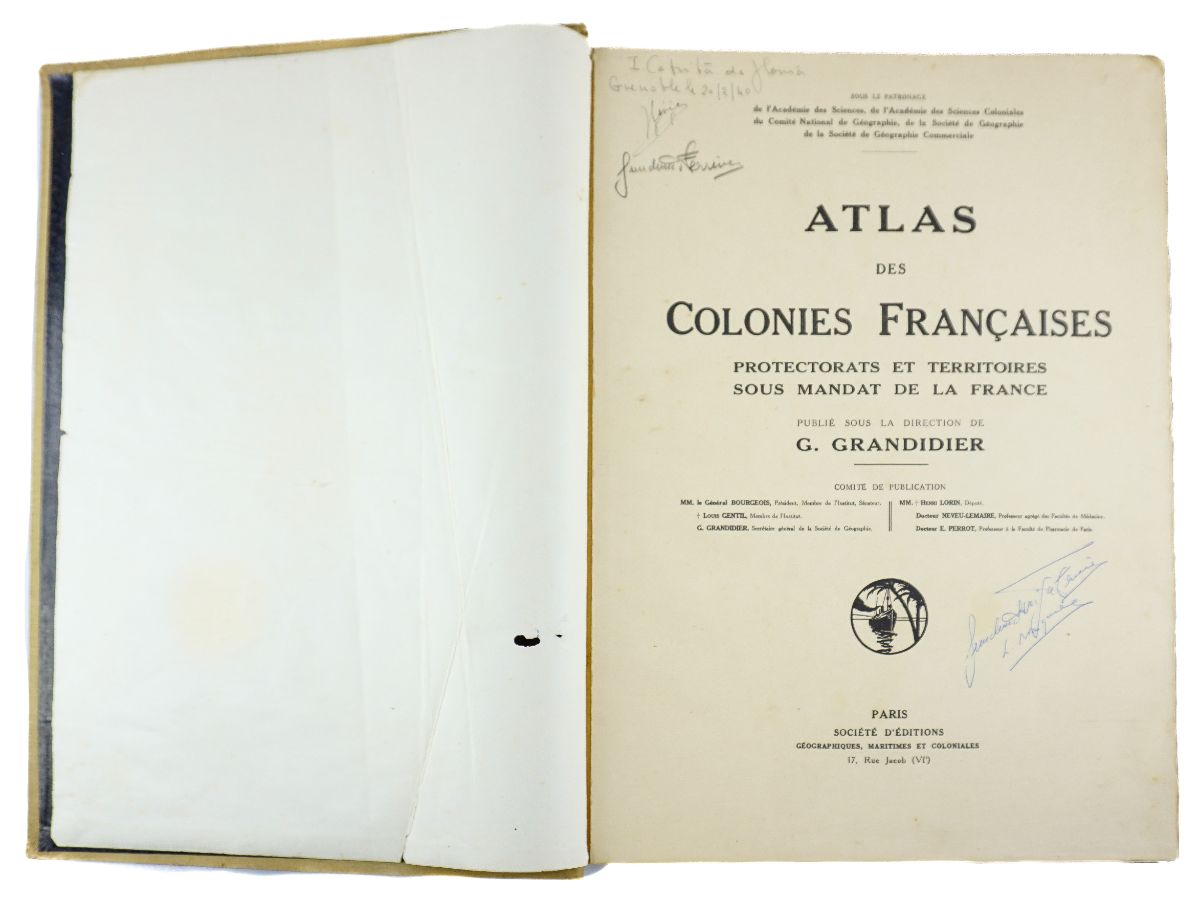 Grenoble le 20/2/40
SOUS LE PATRONAGE
de l'Académie des Sciences, de l'Académie des Sciences Coloniales
du Comité National de Géographie, de la Société de Géographie
de la Société de Géographie Commerciale
ATLAS
DES
COLONIES FRANÇAISES
PROTECTORATS ET TERRITOIRES
SOUS MANDAT DE LA FRANCE
PUBLIÉ SOUS LA DIRECTION DE
G. GRANDIDIER
COMITÉ DE PUBLICATION
MM. le Général BOURGEOIS, Président, Membre de l'Institut, Sénateur.
† LOUIS GENTIL, Membre de l'Institut.
G. GRANDIDIER, Secrétaire général de la Société de Géographie.
MM. † HENRI LORIN, Député.
Docteur NEVEU-LEMAIRE, Professeur agrégé des Facultés de Médecine.
Docteur E. PERROT, Professeur à la Faculté de Pharmacie de Paris.
PARIS
SOCIÉTÉ D'ÉDITIONS
GÉOGRAPHIQUES, MARITIMES ET COLONIALES
17, Rue Jacob (VIᵉ)